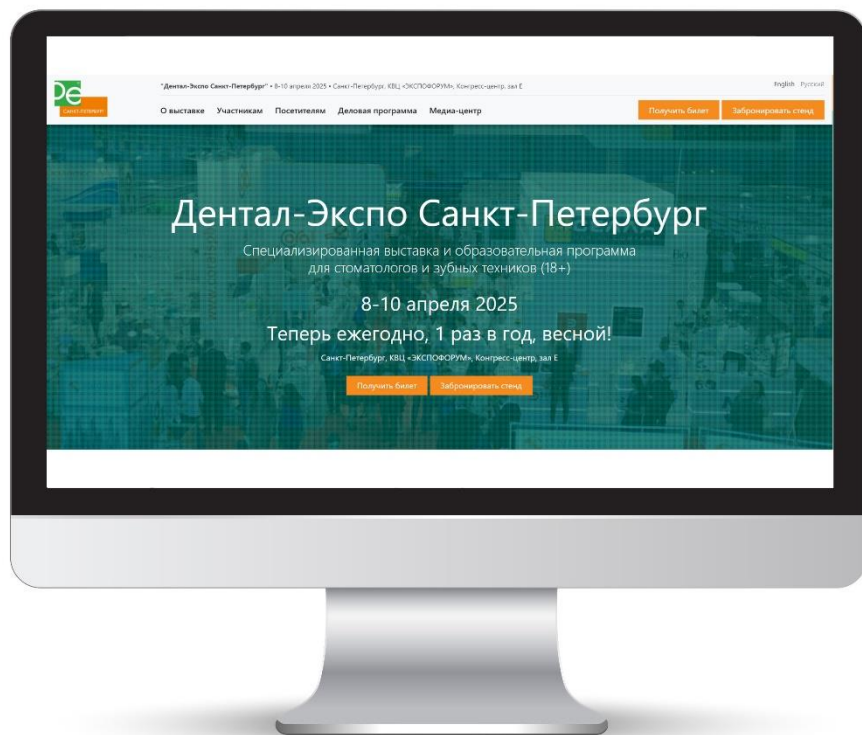 "Дентал-Экспо Санкт-Петербург" • 8-10 апреля 2025 • Санкт-Петербург, КВЦ «ЭКСПОФОРУМ», Конгресс-центр, зал E
English Русский
САНКТ-ПЕТЕРБУРГ
О выставке Участникам Посетителям Деловая программа Медиа-центр
Получить билет Забронировать стенд
Дентал-Экспо Санкт-Петербург
Специализированная выставка и образовательная программа
для стоматологов и зубных техников (18+)
8-10 апреля 2025
Теперь ежегодно, 1 раз в год, весной!
Санкт-Петербург, КВЦ «ЭКСПОФОРУМ», Конгресс-центр, зал E
Получить билет Забронировать стенд